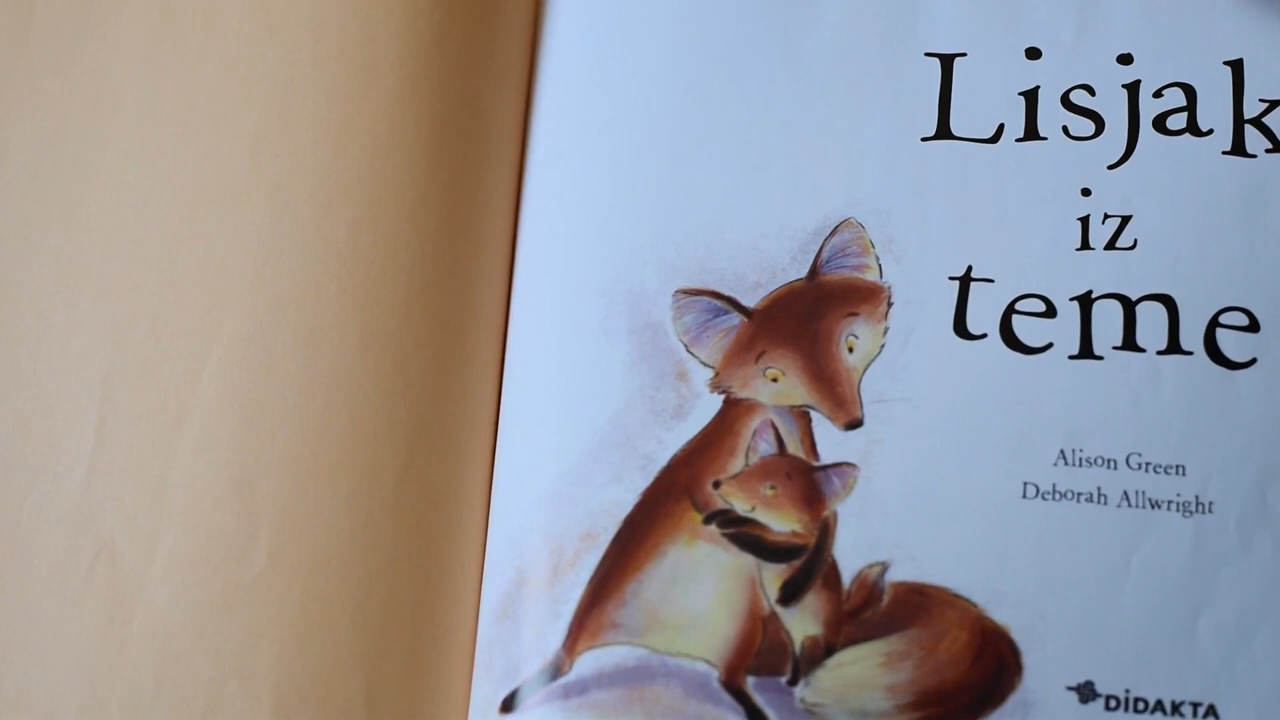 Lisjak
iz
teme
Alison Green
Deborah Allwright
DIDAKTA